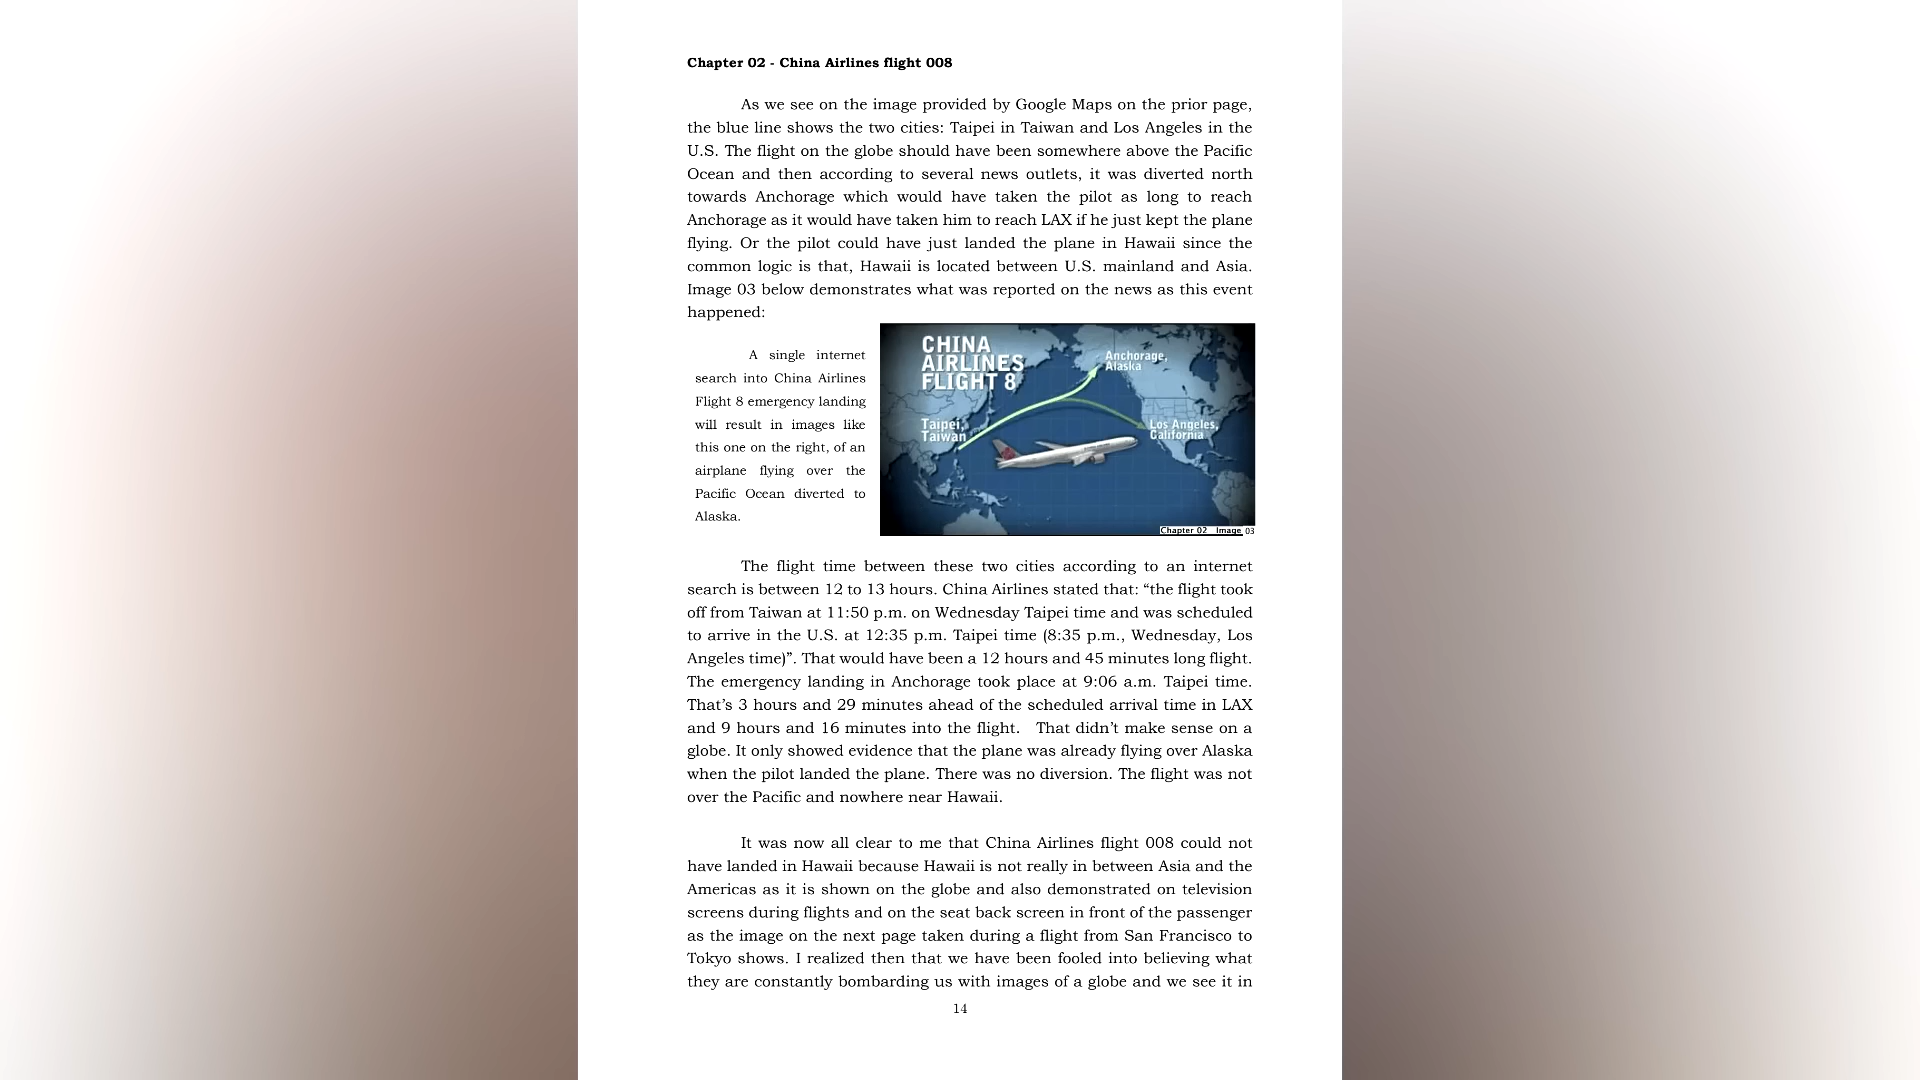 Chapter 02 - China Airlines flight 008
As we see on the image provided by Google Maps on the prior page,
the blue line shows the two cities: Taipei in Taiwan and Los Angeles in the
U.S. The flight on the globe should have been somewhere above the Pacific
Ocean and then according to several news outlets, it was diverted north
towards Anchorage which would have taken the pilot as long to reach
Anchorage as it would have taken him to reach LAX if he just kept the plane
flying. Or the pilot could have just landed the plane in Hawaii since the
common logic is that, Hawaii is located between U.S. mainland and Asia.
Image 03 below demonstrates what was reported on the news as this event
happened:
A single internet
search into China Airlines
Flight 8 emergency landing
will result in images like
this one on the right, of an
airplane flying over the
Pacific Ocean diverted to
Alaska.
CHINA
AIRLINES
FLIGHT 8
Anchorage,
Alaska
Taipei,
Taiwan
Los Angeles,
California
Chapter 02 Image 03
The flight time between these two cities according to an internet
search is between 12 to 13 hours. China Airlines stated that: “the flight took
off from Taiwan at 11:50 p.m. on Wednesday Taipei time and was scheduled
to arrive in the U.S. at 12:35 p.m. Taipei time (8:35 p.m., Wednesday, Los
Angeles time)”. That would have been a 12 hours and 45 minutes long flight.
The emergency landing in Anchorage took place at 9:06 a.m. Taipei time.
That’s 3 hours and 29 minutes ahead of the scheduled arrival time in LAX
and 9 hours and 16 minutes into the flight. That didn’t make sense on a
globe. It only showed evidence that the plane was already flying over Alaska
when the pilot landed the plane. There was no diversion. The flight was not
over the Pacific and nowhere near Hawaii.
It was now all clear to me that China Airlines flight 008 could not
have landed in Hawaii because Hawaii is not really in between Asia and the
Americas as it is shown on the globe and also demonstrated on television
screens during flights and on the seat back screen in front of the passenger
as the image on the next page taken during a flight from San Francisco to
Tokyo shows. I realized then that we have been fooled into believing what
they are constantly bombarding us with images of a globe and we see it in
14